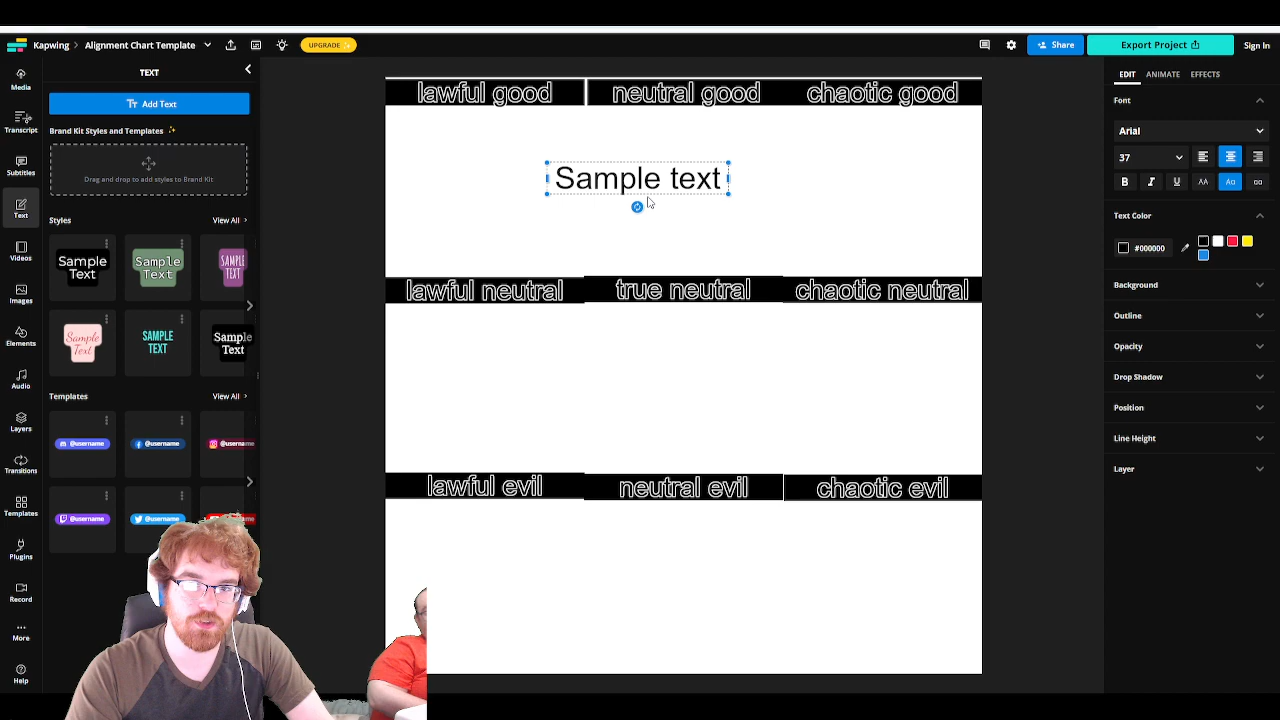 Kapwing > Alignment Chart Template
UPGRADE
Share
Export Project
Sign In
Media
Transcript
Subtitles
Text
Videos
Images
Elements
Audio
Layers
Transitions
Templates
Plugins
Record
More
Help
TEXT
Add Text
Brand Kit Styles and Templates
Drag and drop to add styles to Brand Kit
Styles
View All >
Sample
Text
Sample
Text
SAMPLE
TEXT
Sample
Text
SAMPLE
TEXT
Sample
Text
Templates
View All >
@username
@username
@username
@username
@username
lawful good
neutral good
chaotic good
Sample text
lawful neutral
true neutral
chaotic neutral
lawful evil
neutral evil
chaotic evil
EDIT
ANIMATE
EFFECTS
Font
Arial
37
B I U AA Aa aa
Text Color
#000000
Background
Outline
Opacity
Drop Shadow
Position
Line Height
Layer